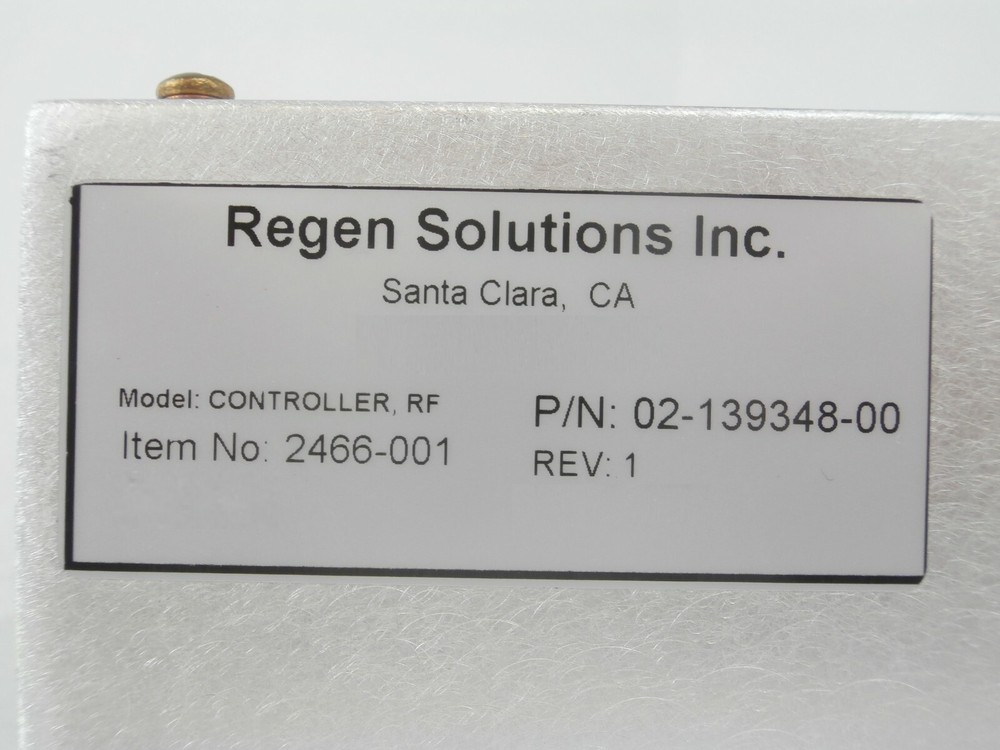 Regen Solutions Inc.
Santa Clara, CA
Model: CONTROLLER, RF
Item No: 2466-001
P/N: 02-139348-00
REV: 1